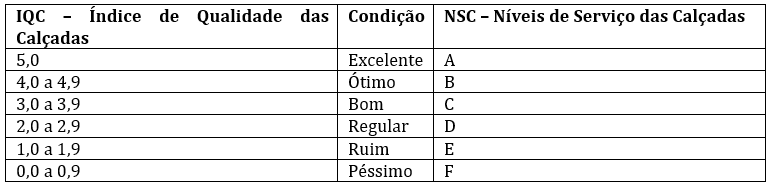 IQC – Índice de Qualidade das Calçadas Condição NSC – Níveis de Serviço das Calçadas
5,0 Excelente A
4,0 a 4,9 Ótimo B
3,0 a 3,9 Bom C
2,0 a 2,9 Regular D
1,0 a 1,9 Ruim E
0,0 a 0,9 Péssimo F